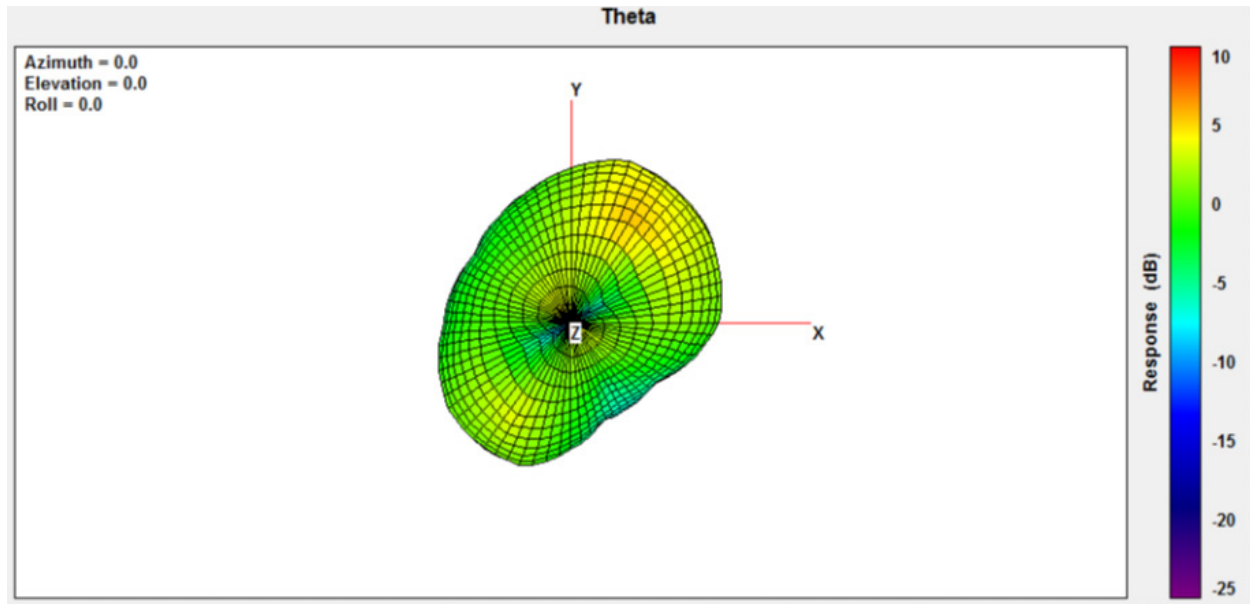 Theta
Azimuth = 0.0
Elevation = 0.0
Roll = 0.0
Y
Z
X
10
5
0
-5
-10
-15
-20
-25
Response (dB)